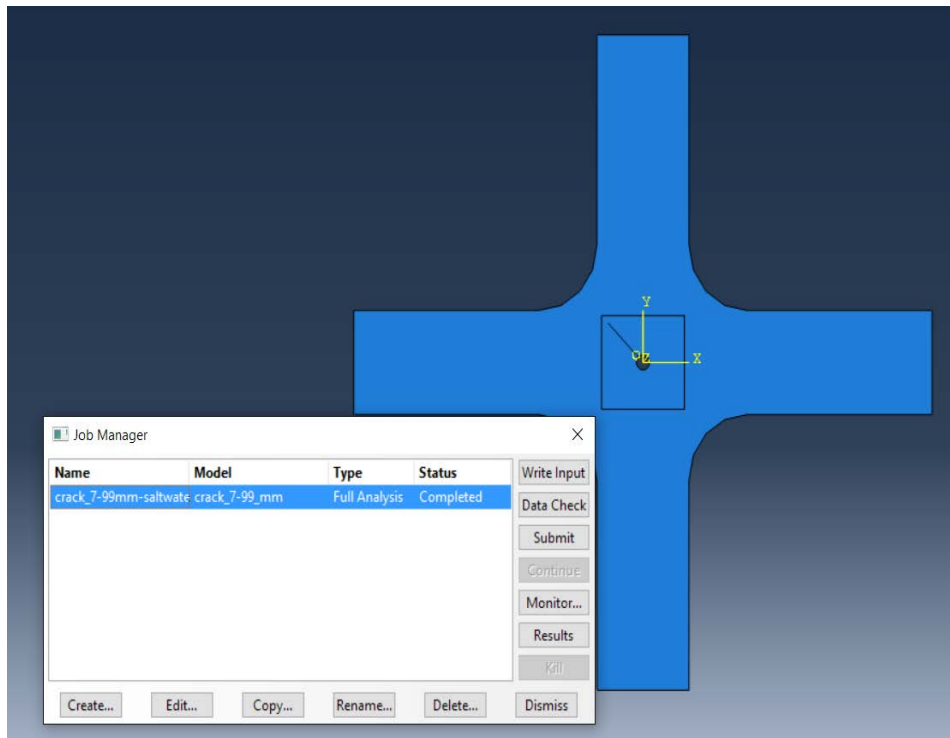 Y
Z
X
Job Manager
Name Model Type Status
crack_7-99mm-saltwate crack_7-99_mm Full Analysis Completed
Write Input
Data Check
Submit
Continue
Monitor...
Results
Kill
Create... Edit... Copy... Rename... Delete... Dismiss